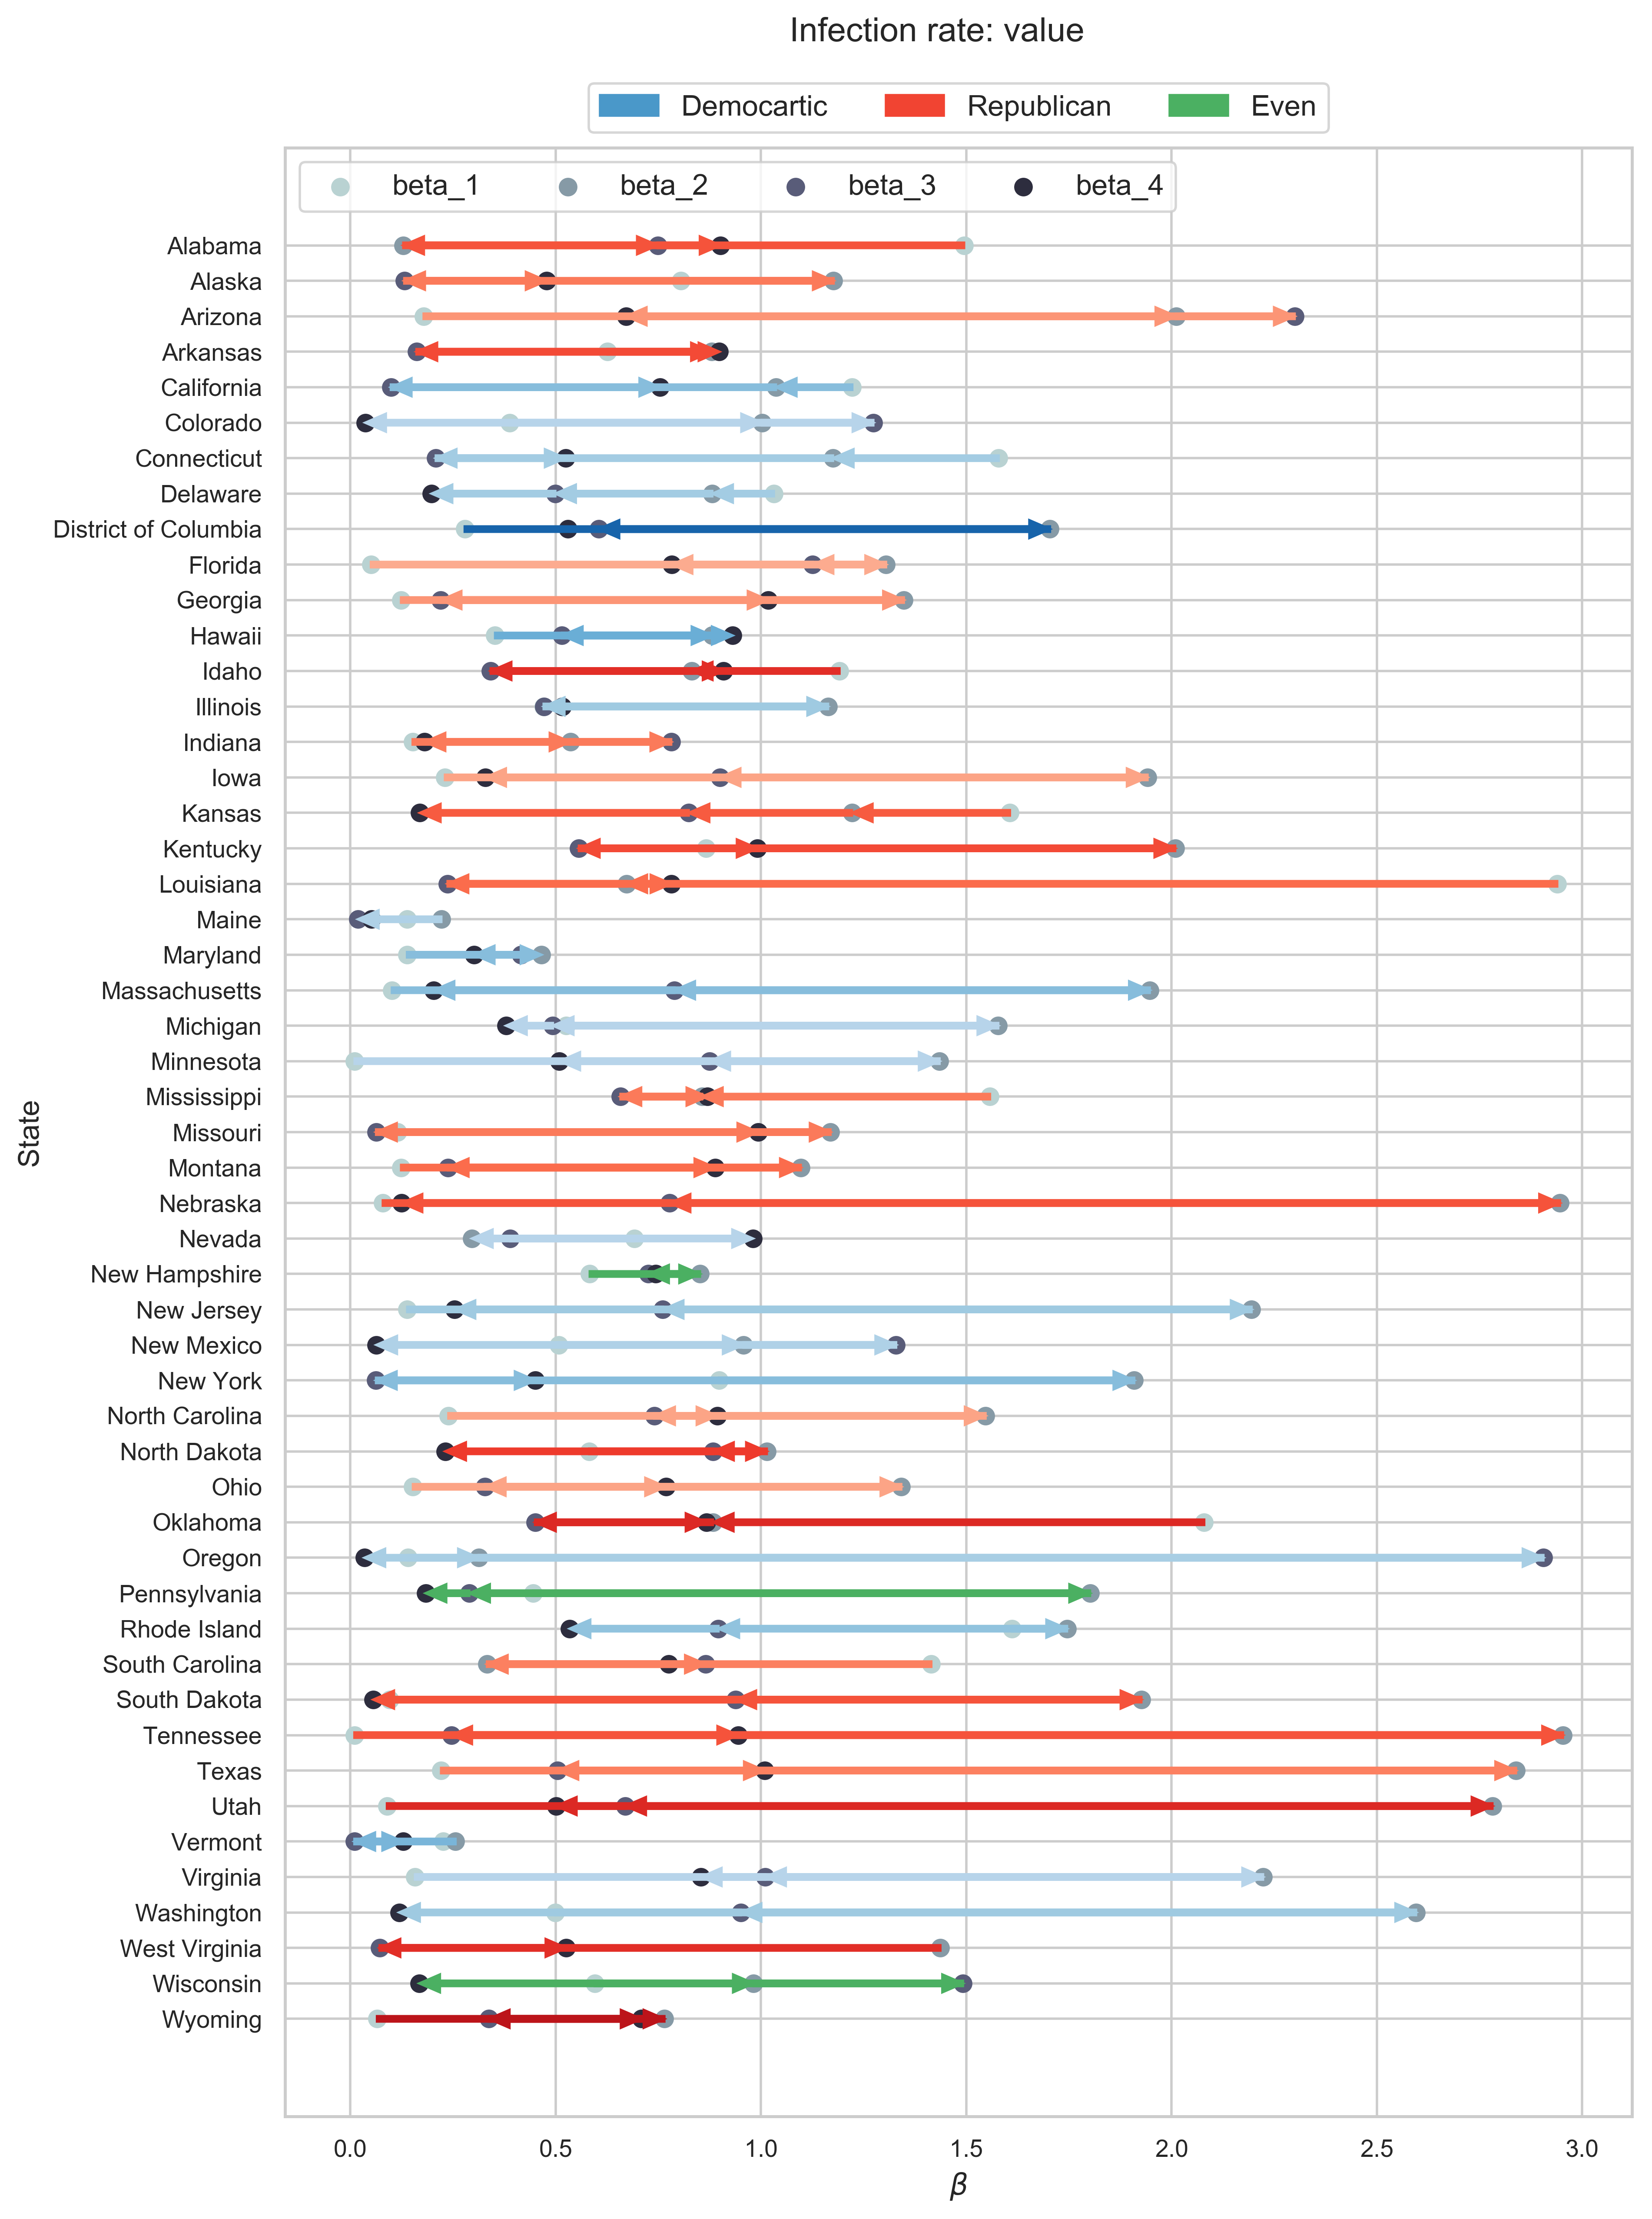 Infection rate: value
Democartic Republican Even
beta_1 beta_2 beta_3 beta_4
Alabama
Alaska
Arizona
Arkansas
California
Colorado
Connecticut
Delaware
District of Columbia
Florida
Georgia
Hawaii
Idaho
Illinois
Indiana
Iowa
Kansas
Kentucky
Louisiana
Maine
Maryland
Massachusetts
Michigan
Minnesota
Mississippi
Missouri
Montana
Nebraska
Nevada
New Hampshire
New Jersey
New Mexico
New York
North Carolina
North Dakota
Ohio
Oklahoma
Oregon
Pennsylvania
Rhode Island
South Carolina
South Dakota
Tennessee
Texas
Utah
Vermont
Virginia
Washington
West Virginia
Wisconsin
Wyoming
State
0.0 0.5 1.0 1.5 2.0 2.5 3.0
β